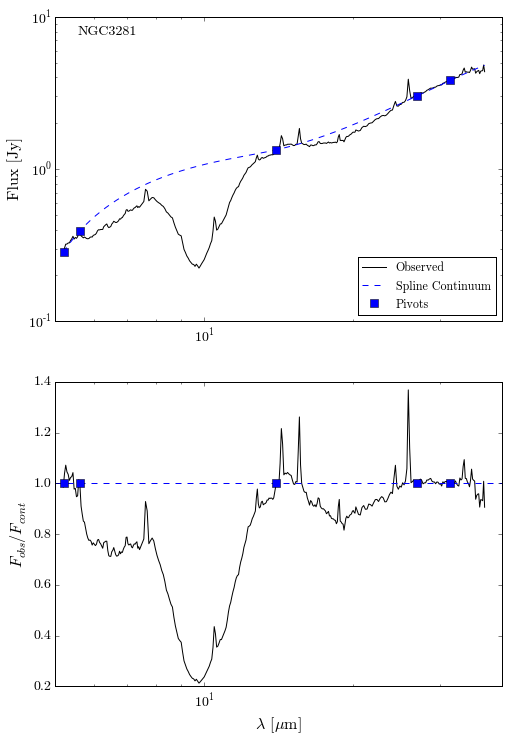 NGC3281
10^1
10^0
10^-1
Flux [Jy]
Observed
Spline Continuum
Pivots
10^1
1.4
1.2
1.0
0.8
0.6
0.4
0.2
F_obs/F_cont
10^1
λ [μm]